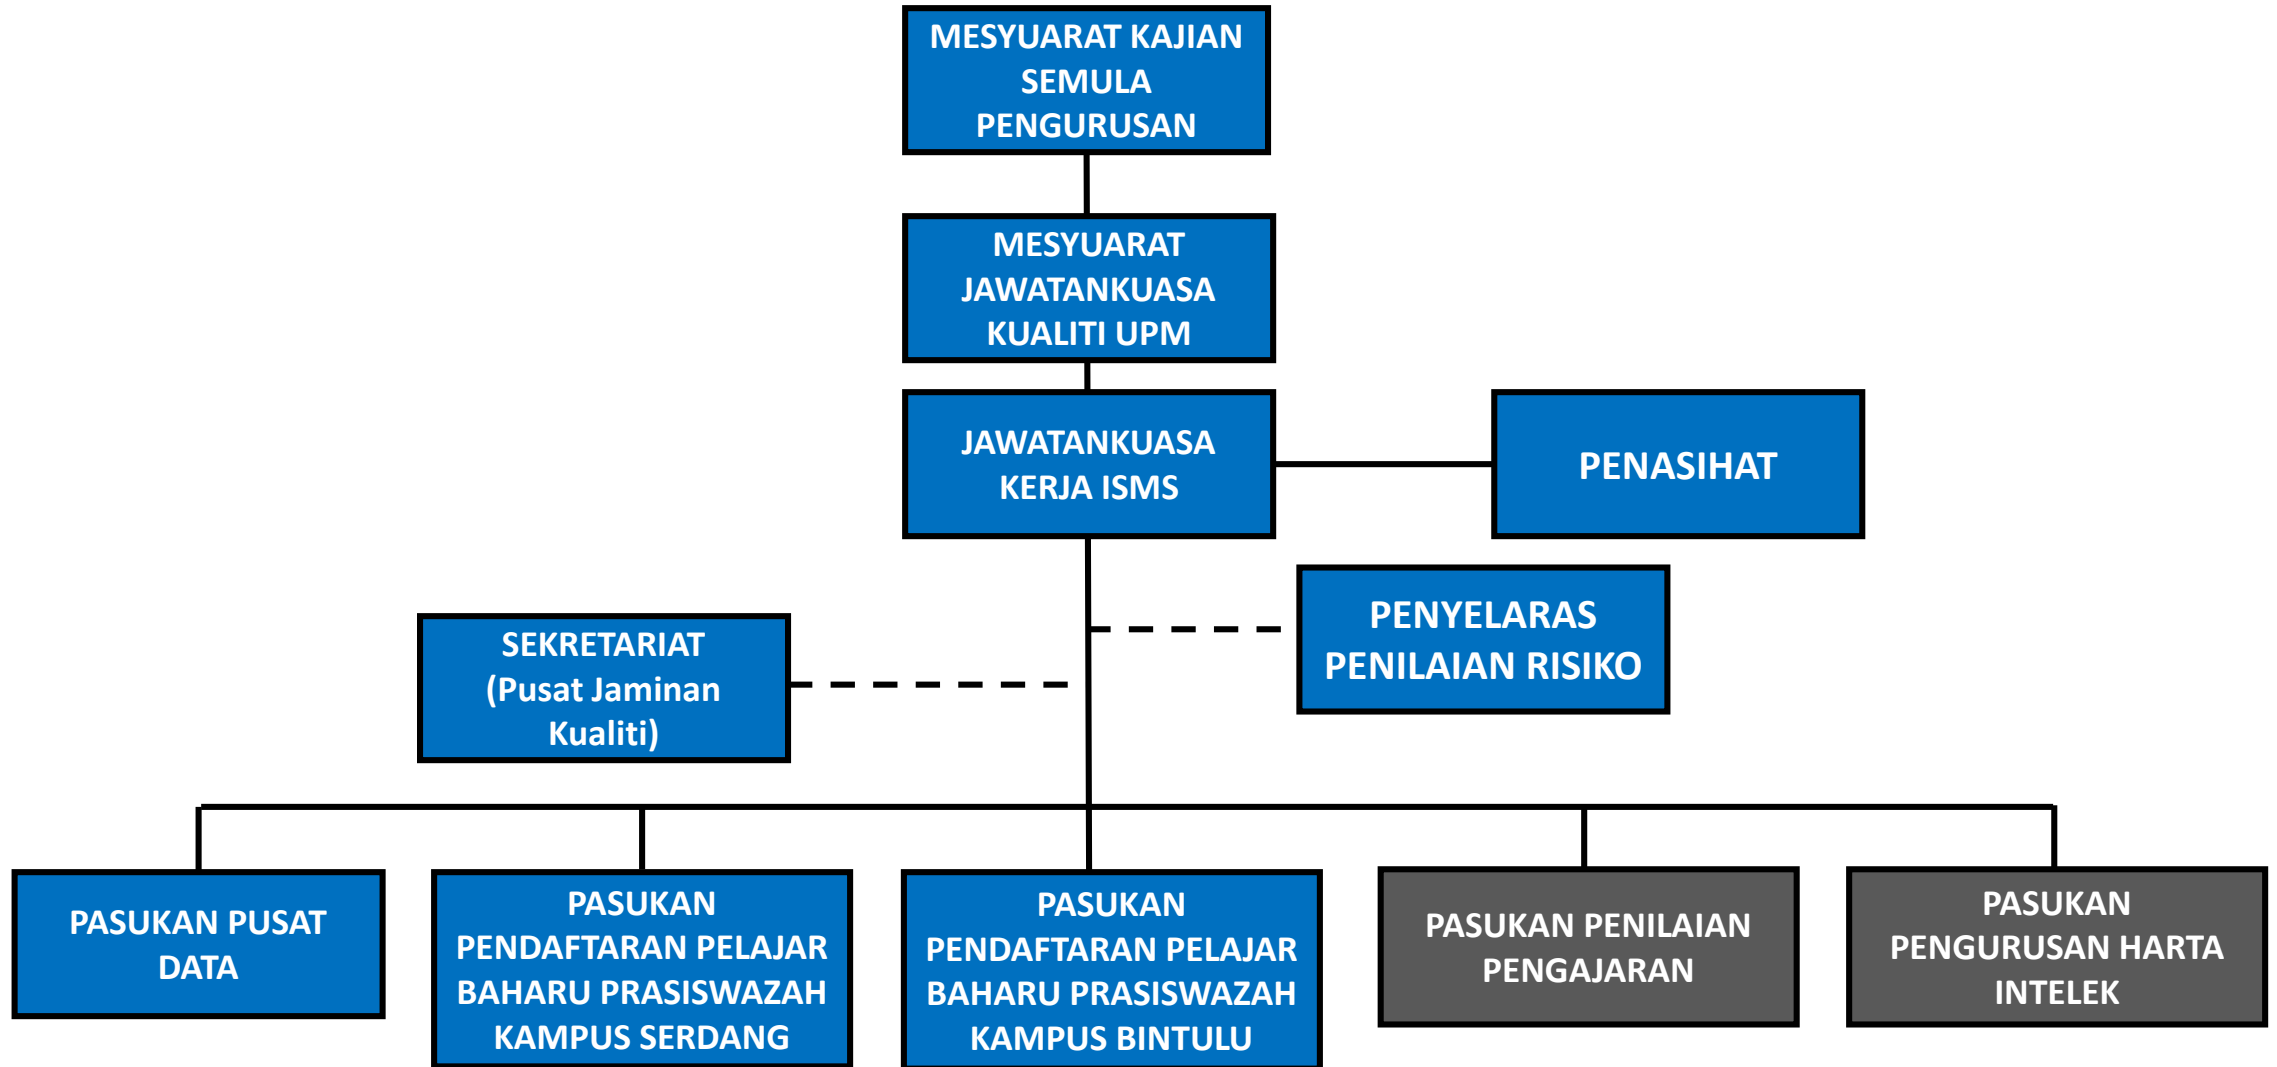 MESYUARAT KAJIAN
SEMULA
PENGURUSAN
MESYUARAT
JAWATANKUASA
KUALITI UPM
JAWATANKUASA
KERJA ISMS
PENASIHAT
PENYELARAS
PENILAIAN RISIKO
SEKRETARIAT
(Pusat Jaminan
Kualiti)
PASUKAN PUSAT
DATA
PASUKAN
PENDAFTARAN PELAJAR
BAHARU PRASISWAZAH
KAMPUS SERDANG
PASUKAN
PENDAFTARAN PELAJAR
BAHARU PRASISWAZAH
KAMPUS BINTULU
PASUKAN PENILAIAN
PENGAJARAN
PASUKAN
PENGURUSAN HARTA
INTELEK